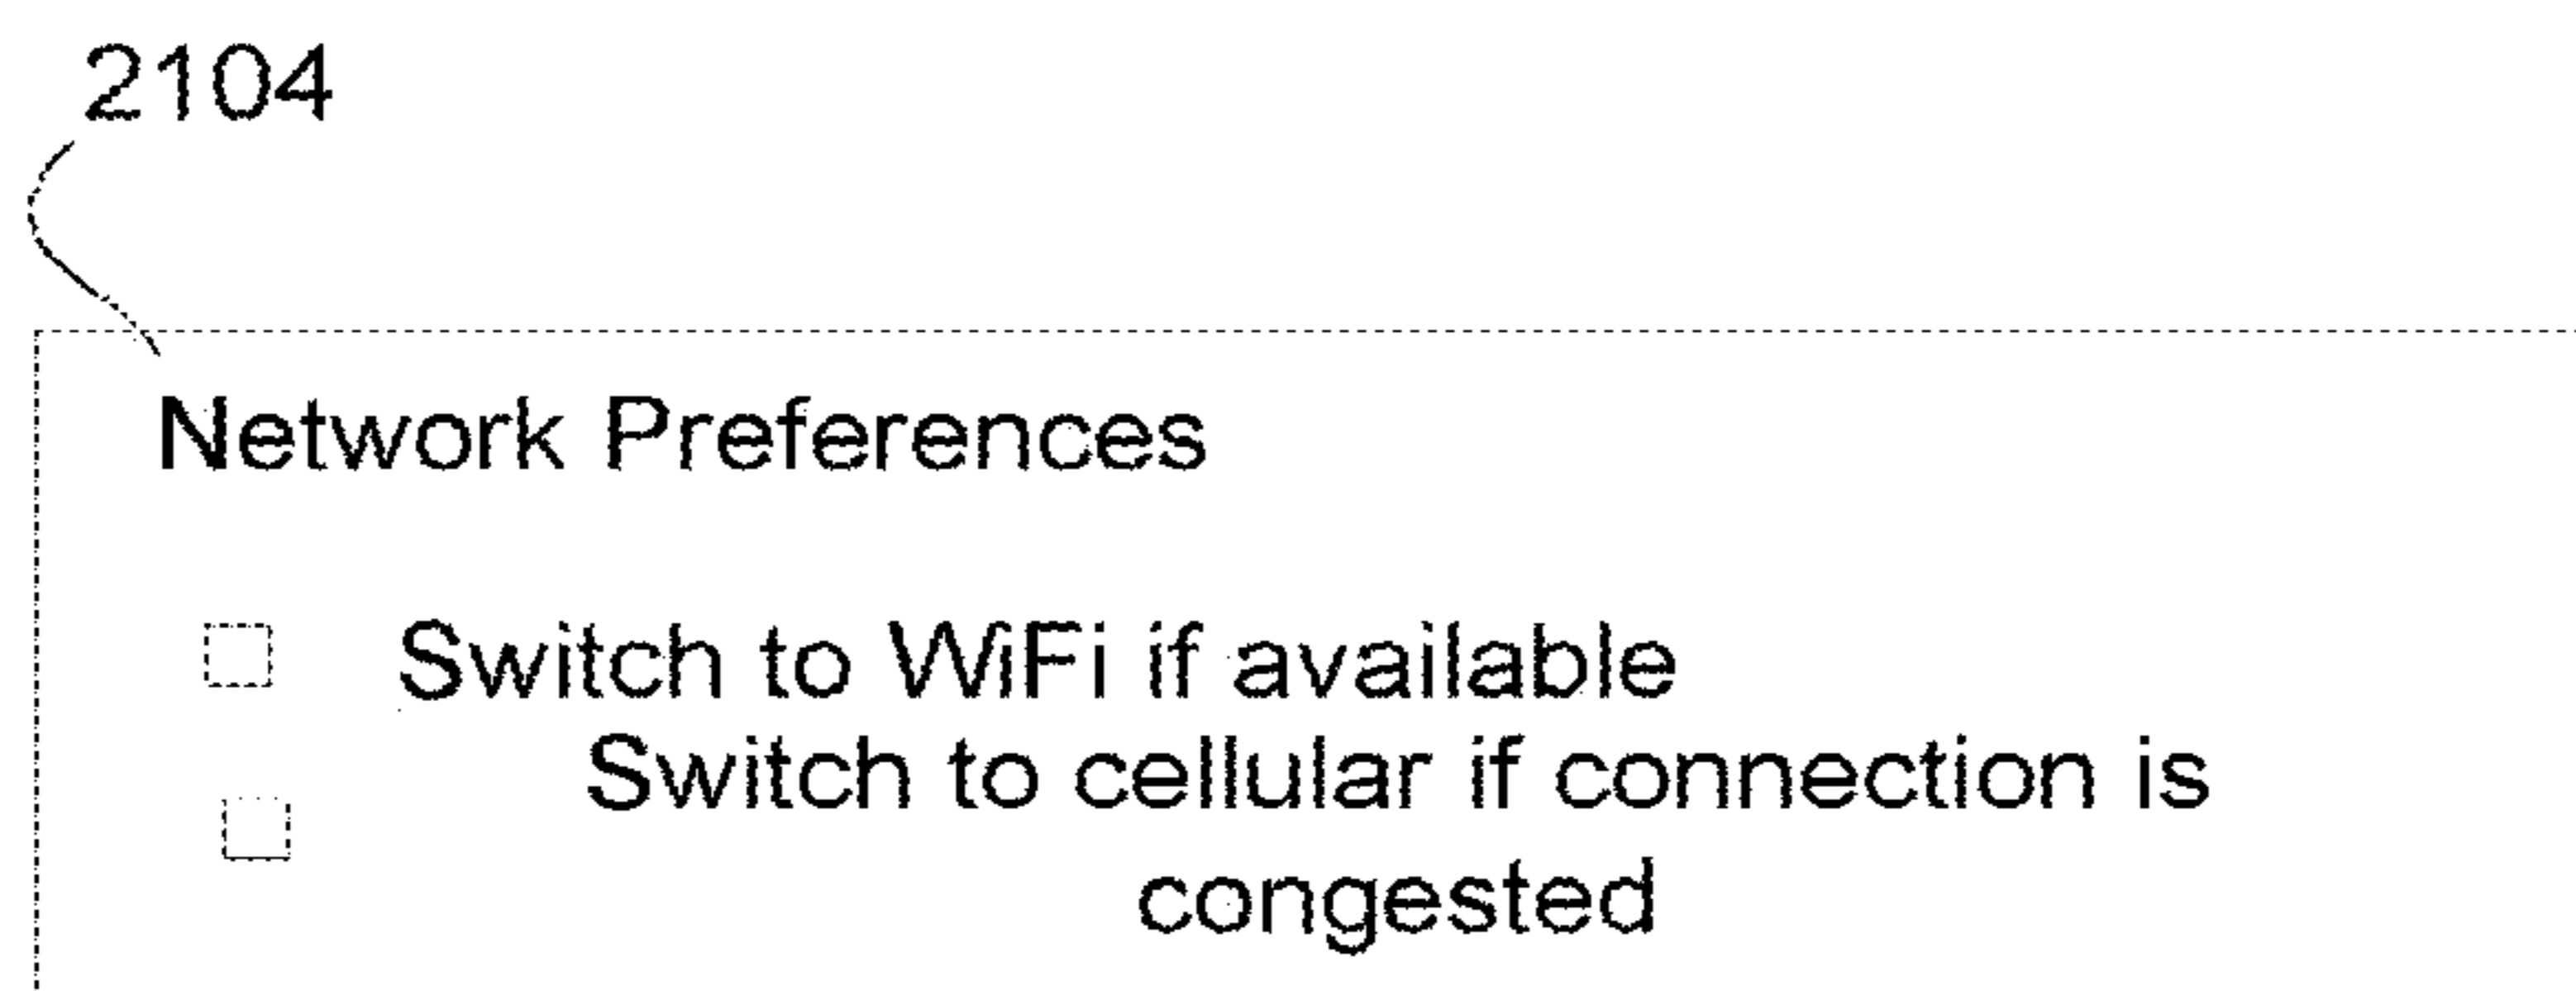 2104
Network Preferences
Switch to WiFi if available
Switch to cellular if connection is
congested